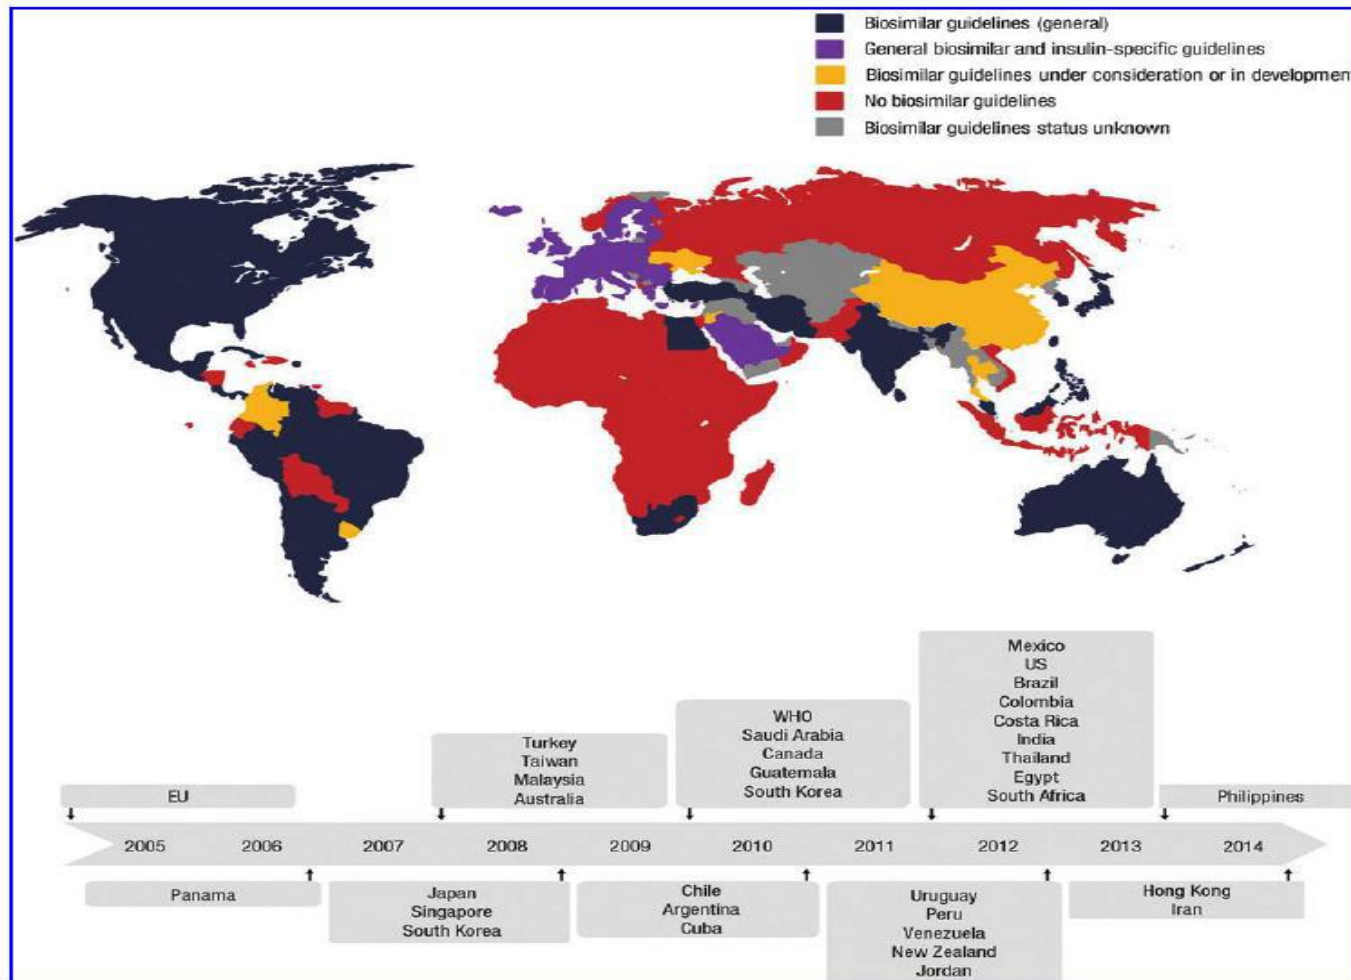 Biosimilar guidelines (general)
General biosimilar and insulin-specific guidelines
Biosimilar guidelines under consideration or in development
No biosimilar guidelines
Biosimilar guidelines status unknown
EU
Turkey
Taiwan
Malaysia
Australia
WHO
Saudi Arabia
Canada
Guatemala
South Korea
Mexico
US
Brazil
Colombia
Costa Rica
India
Thailand
Egypt
South Africa
Philippines
2005 2006 2007 2008 2009 2010 2011 2012 2013 2014
Panama
Japan
Singapore
South Korea
Chile
Argentina
Cuba
Uruguay
Peru
Venezuela
New Zealand
Jordan
Hong Kong
Iran